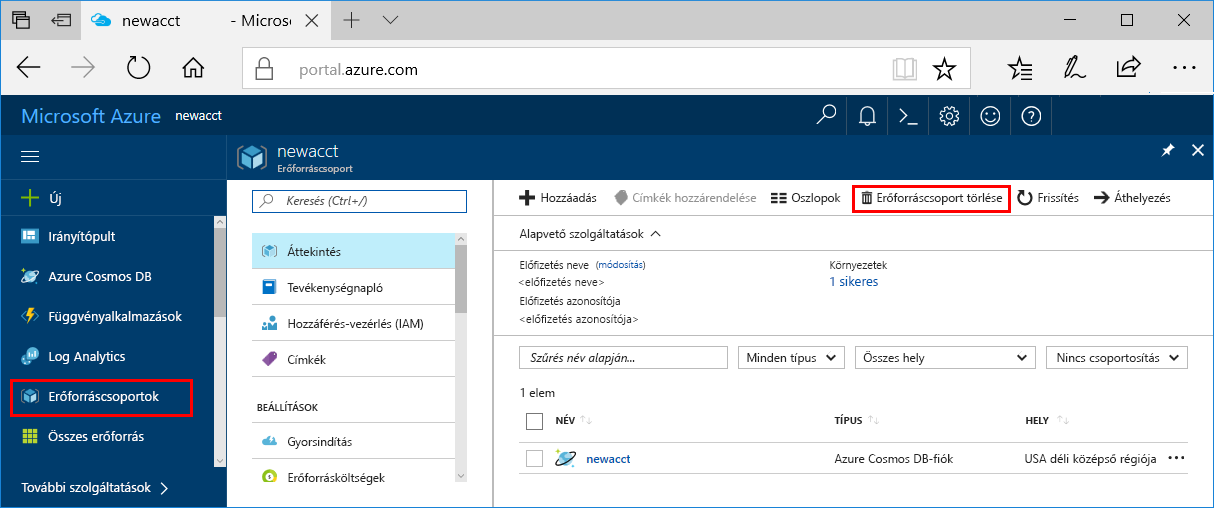 newacct - Microsc
portal.azure.com
Microsoft Azure newacct
newacct
Erőforráscsoport
Új
Irányítópult
Azure Cosmos DB
Függvényalkalmazások
Log Analytics
Erőforráscsoportok
Összes erőforrás
További szolgáltatások
Keresés (Ctrl+/)
Áttekintés
Tevékenységnapló
Hozzáférés-vezérlés (IAM)
Címkék
BEÁLLÍTÁSOK
Gyorsindítás
Erőforrásköltségek
Hozzáadás Címkék hozzárendelése Oszlopok Erőforráscsoport törlése Frissítés Áthelyezés
Alapvető szolgáltatások
Előfizetés neve (módosítás)
<előfizetés neve>
Előfizetés azonosítója
<előfizetés azonosítója>
Környezetek
1 sikeres
Szűrés név alapján... Minden típus Összes hely Nincs csoportosítás
1 elem
NÉV TÍPUS HELY
newacct Azure Cosmos DB-fiók USA déli középső régiója